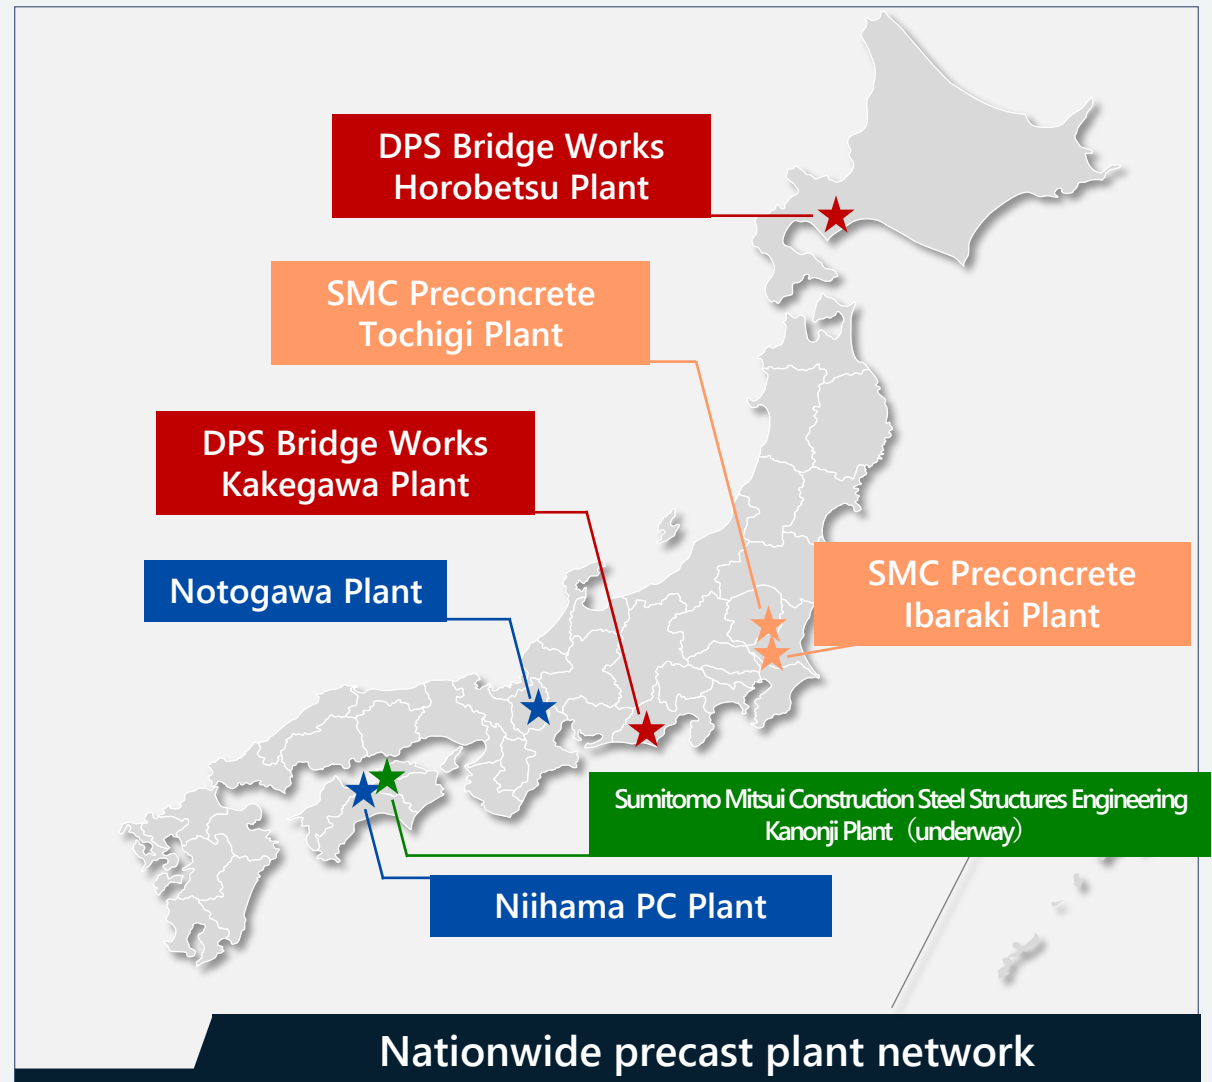 DPS Bridge Works
Horobetsu Plant
SMC Preconcrete
Tochigi Plant
DPS Bridge Works
Kakegawa Plant
Notogawa Plant
SMC Preconcrete
Ibaraki Plant
Sumitomo Mitsui Construction Steel Structures Engineering
Kanonji Plant（underway）
Niihama PC Plant
Nationwide precast plant network